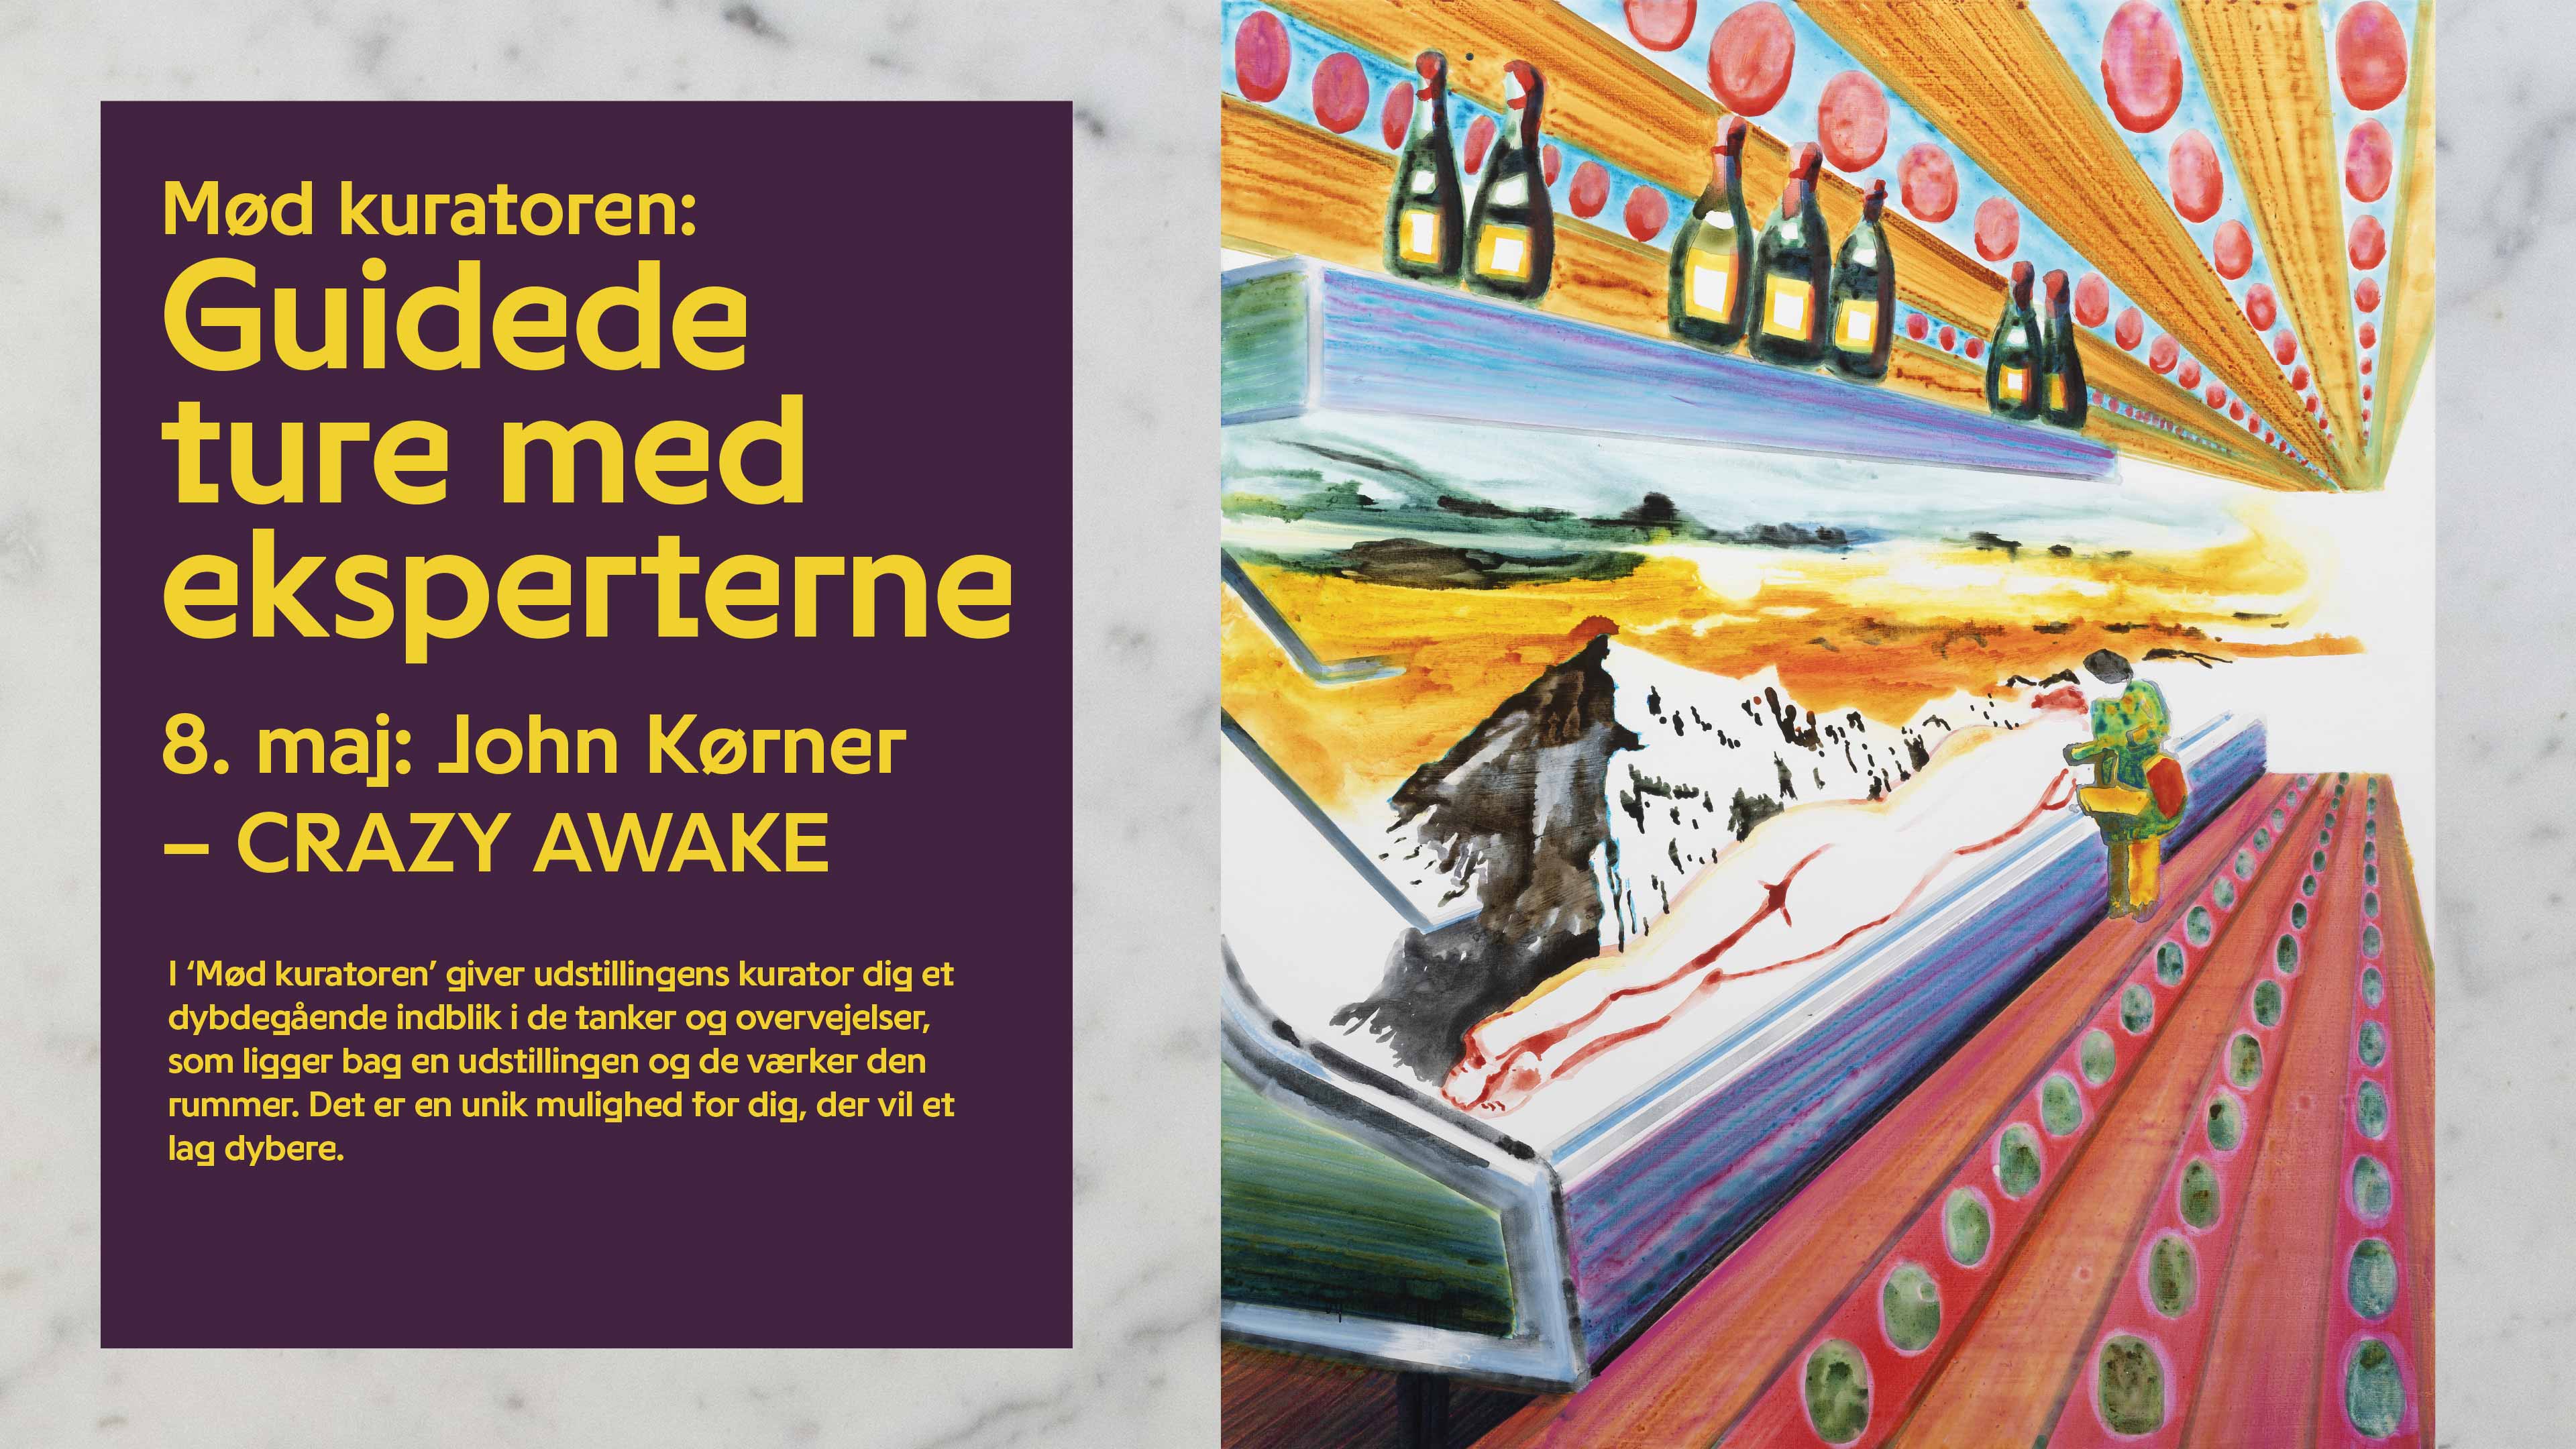 Mød kuratoren:
Guidede
ture med
eksperterne
8. maj: John Kørner
– CRAZY AWAKE
I ‘Mød kuratoren’ giver udstillingens kurator dig et
dybdegående indblik i de tanker og overvejelser,
som ligger bag en udstillingen og de værker den
rummer. Det er en unik mulighed for dig, der vil et
lag dybere.